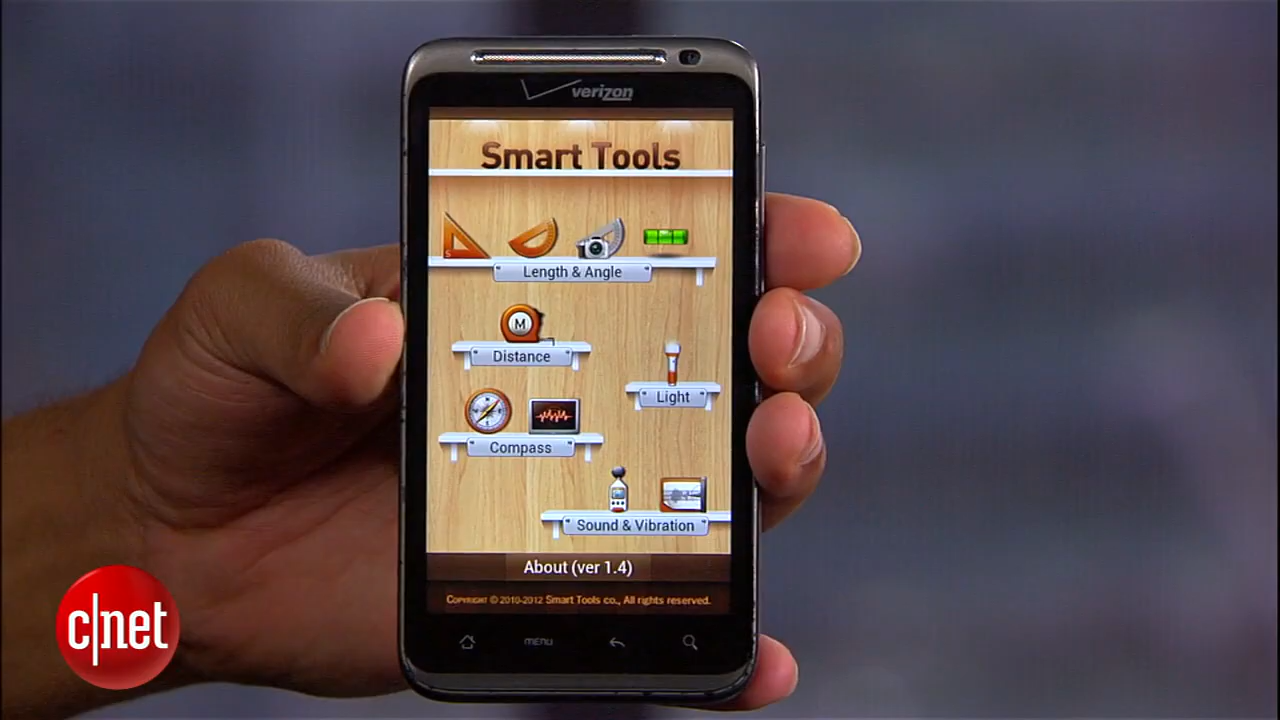 verizon
Smart Tools
S
Length & Angle
M
Distance
Light
Compass
Sound & Vibration
About (ver 1.4)
Copyright © 2010-2012 Smart Tools co., All rights reserved.
MENU
c|net